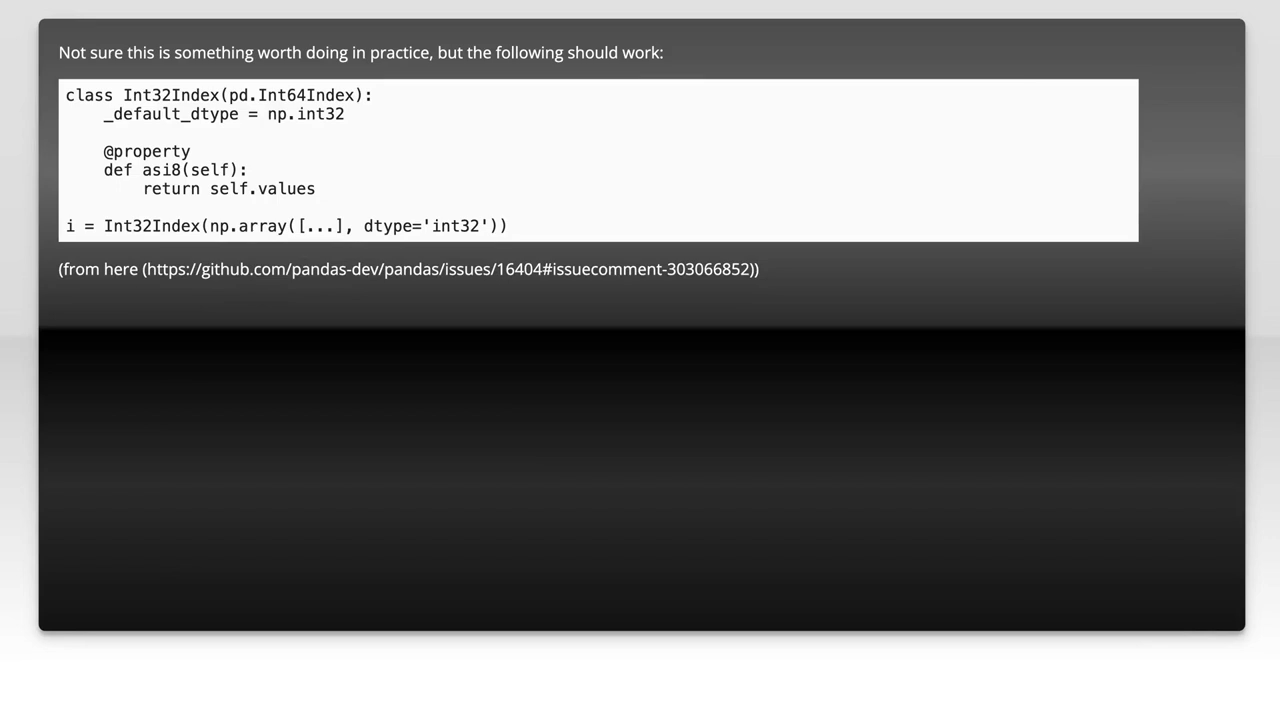 Not sure this is something worth doing in practice, but the following should work:
class Int32Index(pd.Int64Index):
    _default_dtype = np.int32
    @property
    def asi8(self):
        return self.values
i = Int32Index(np.array([...], dtype='int32'))
(from here (https://github.com/pandas-dev/pandas/issues/16404#issuecomment-303066852))